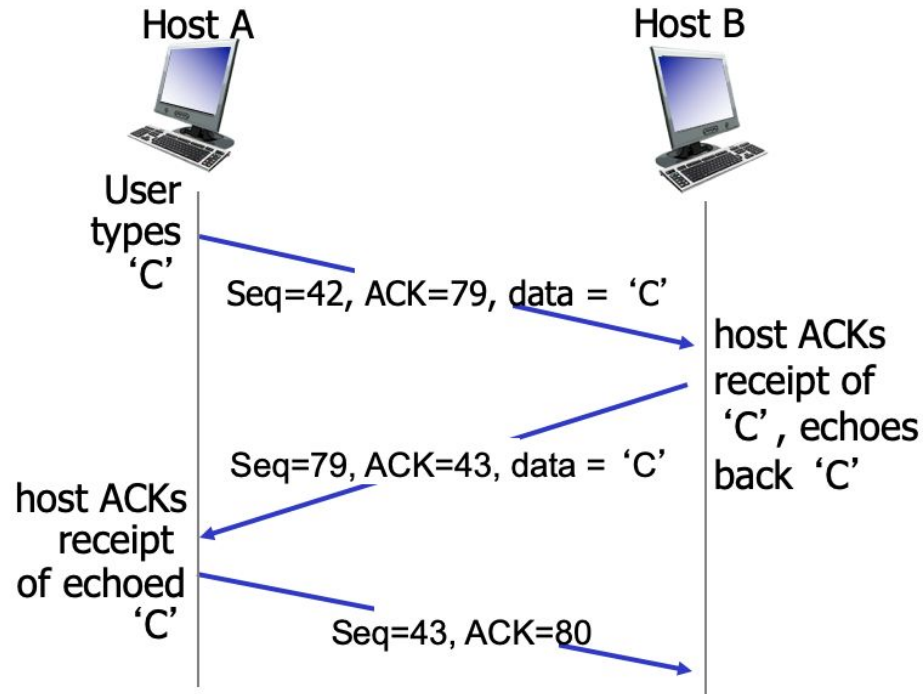 Host A
Host B
User
types
‘C’
Seq=42, ACK=79, data = ‘C’
host ACKs
receipt of
‘C’, echoes
back ‘C’
Seq=79, ACK=43, data = ‘C’
host ACKs
receipt
of echoed
‘C’
Seq=43, ACK=80